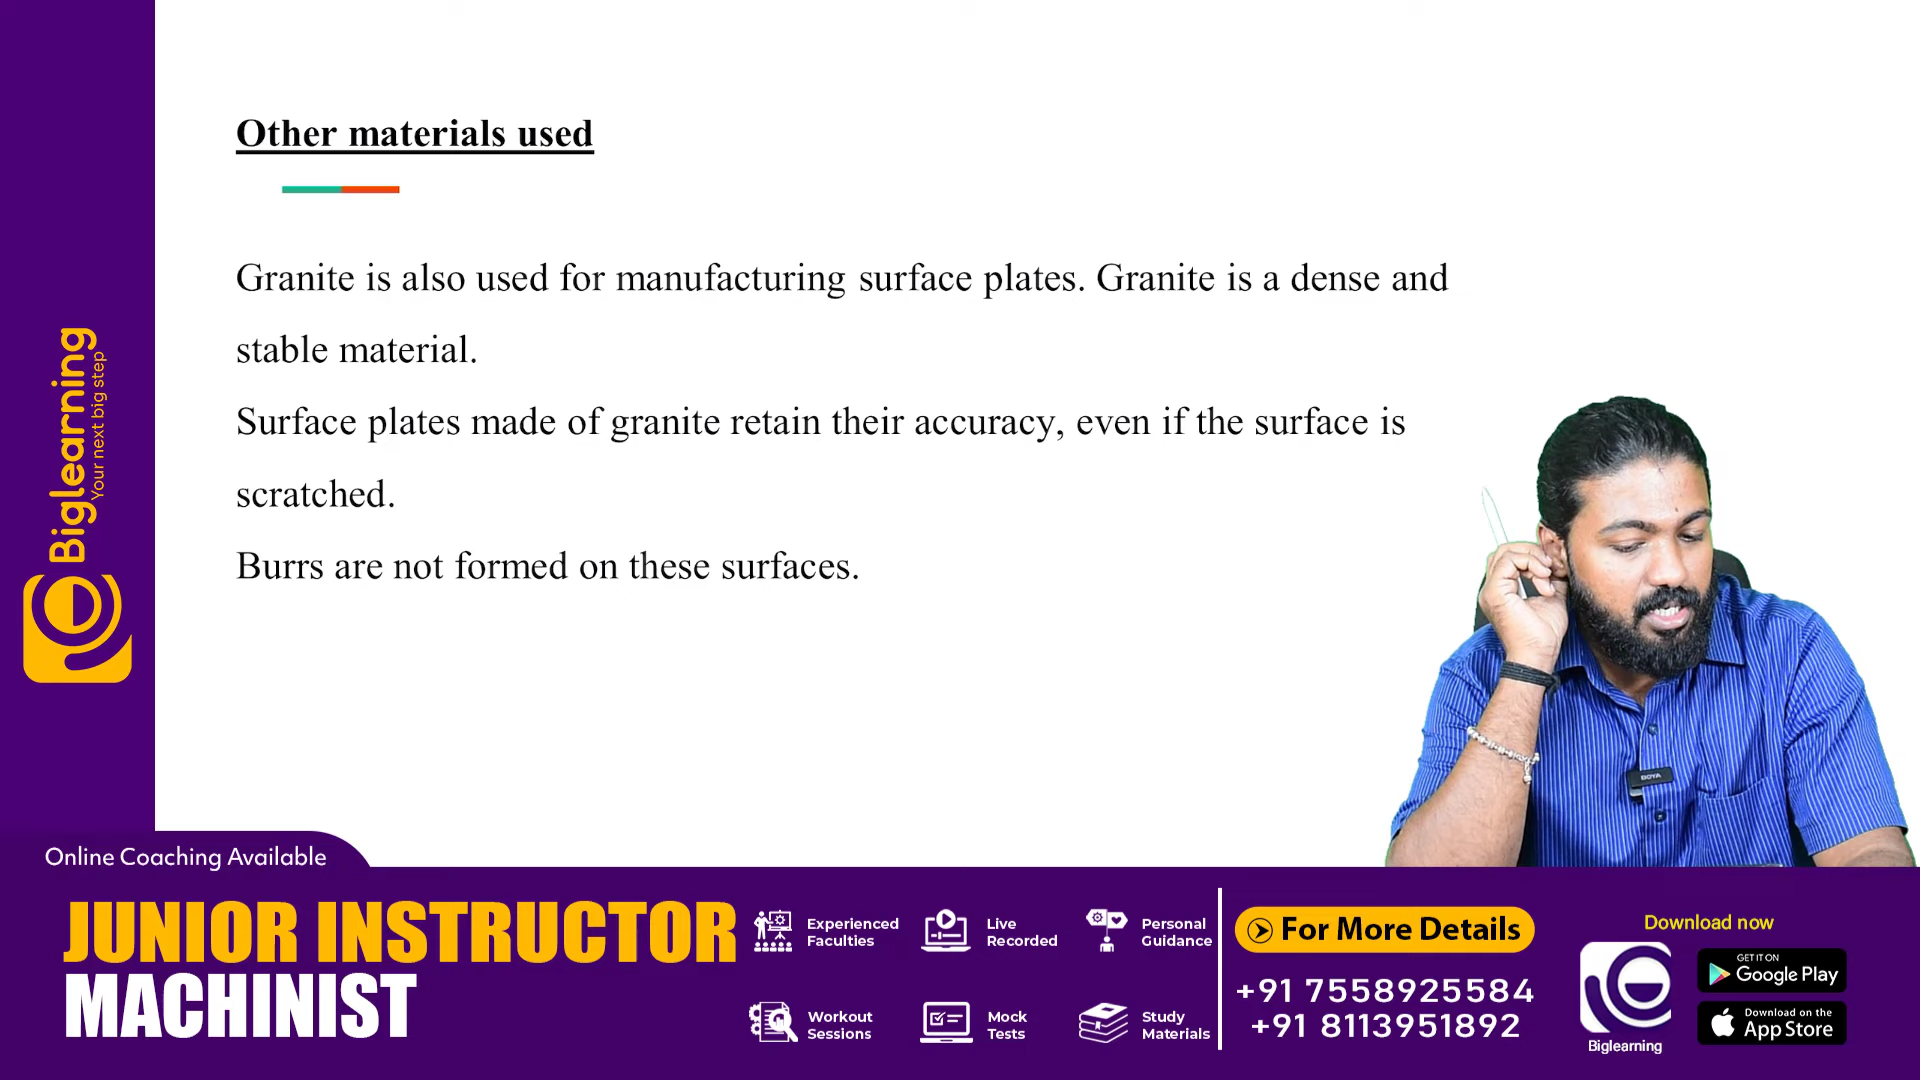 Other materials used
Granite is also used for manufacturing surface plates. Granite is a dense and
stable material.
Surface plates made of granite retain their accuracy, even if the surface is
scratched.
Burrs are not formed on these surfaces.
Biglearning
Your next big step
BOYA
Online Coaching Available
JUNIOR INSTRUCTOR
MACHINIST
Experienced
Faculties
Live
Recorded
Personal
Guidance
Workout
Sessions
Mock
Tests
Study
Materials
For More Details
+91 7558925584
+91 8113951892
Download now
Biglearning
GET IT ON
Google Play
Download on the
App Store